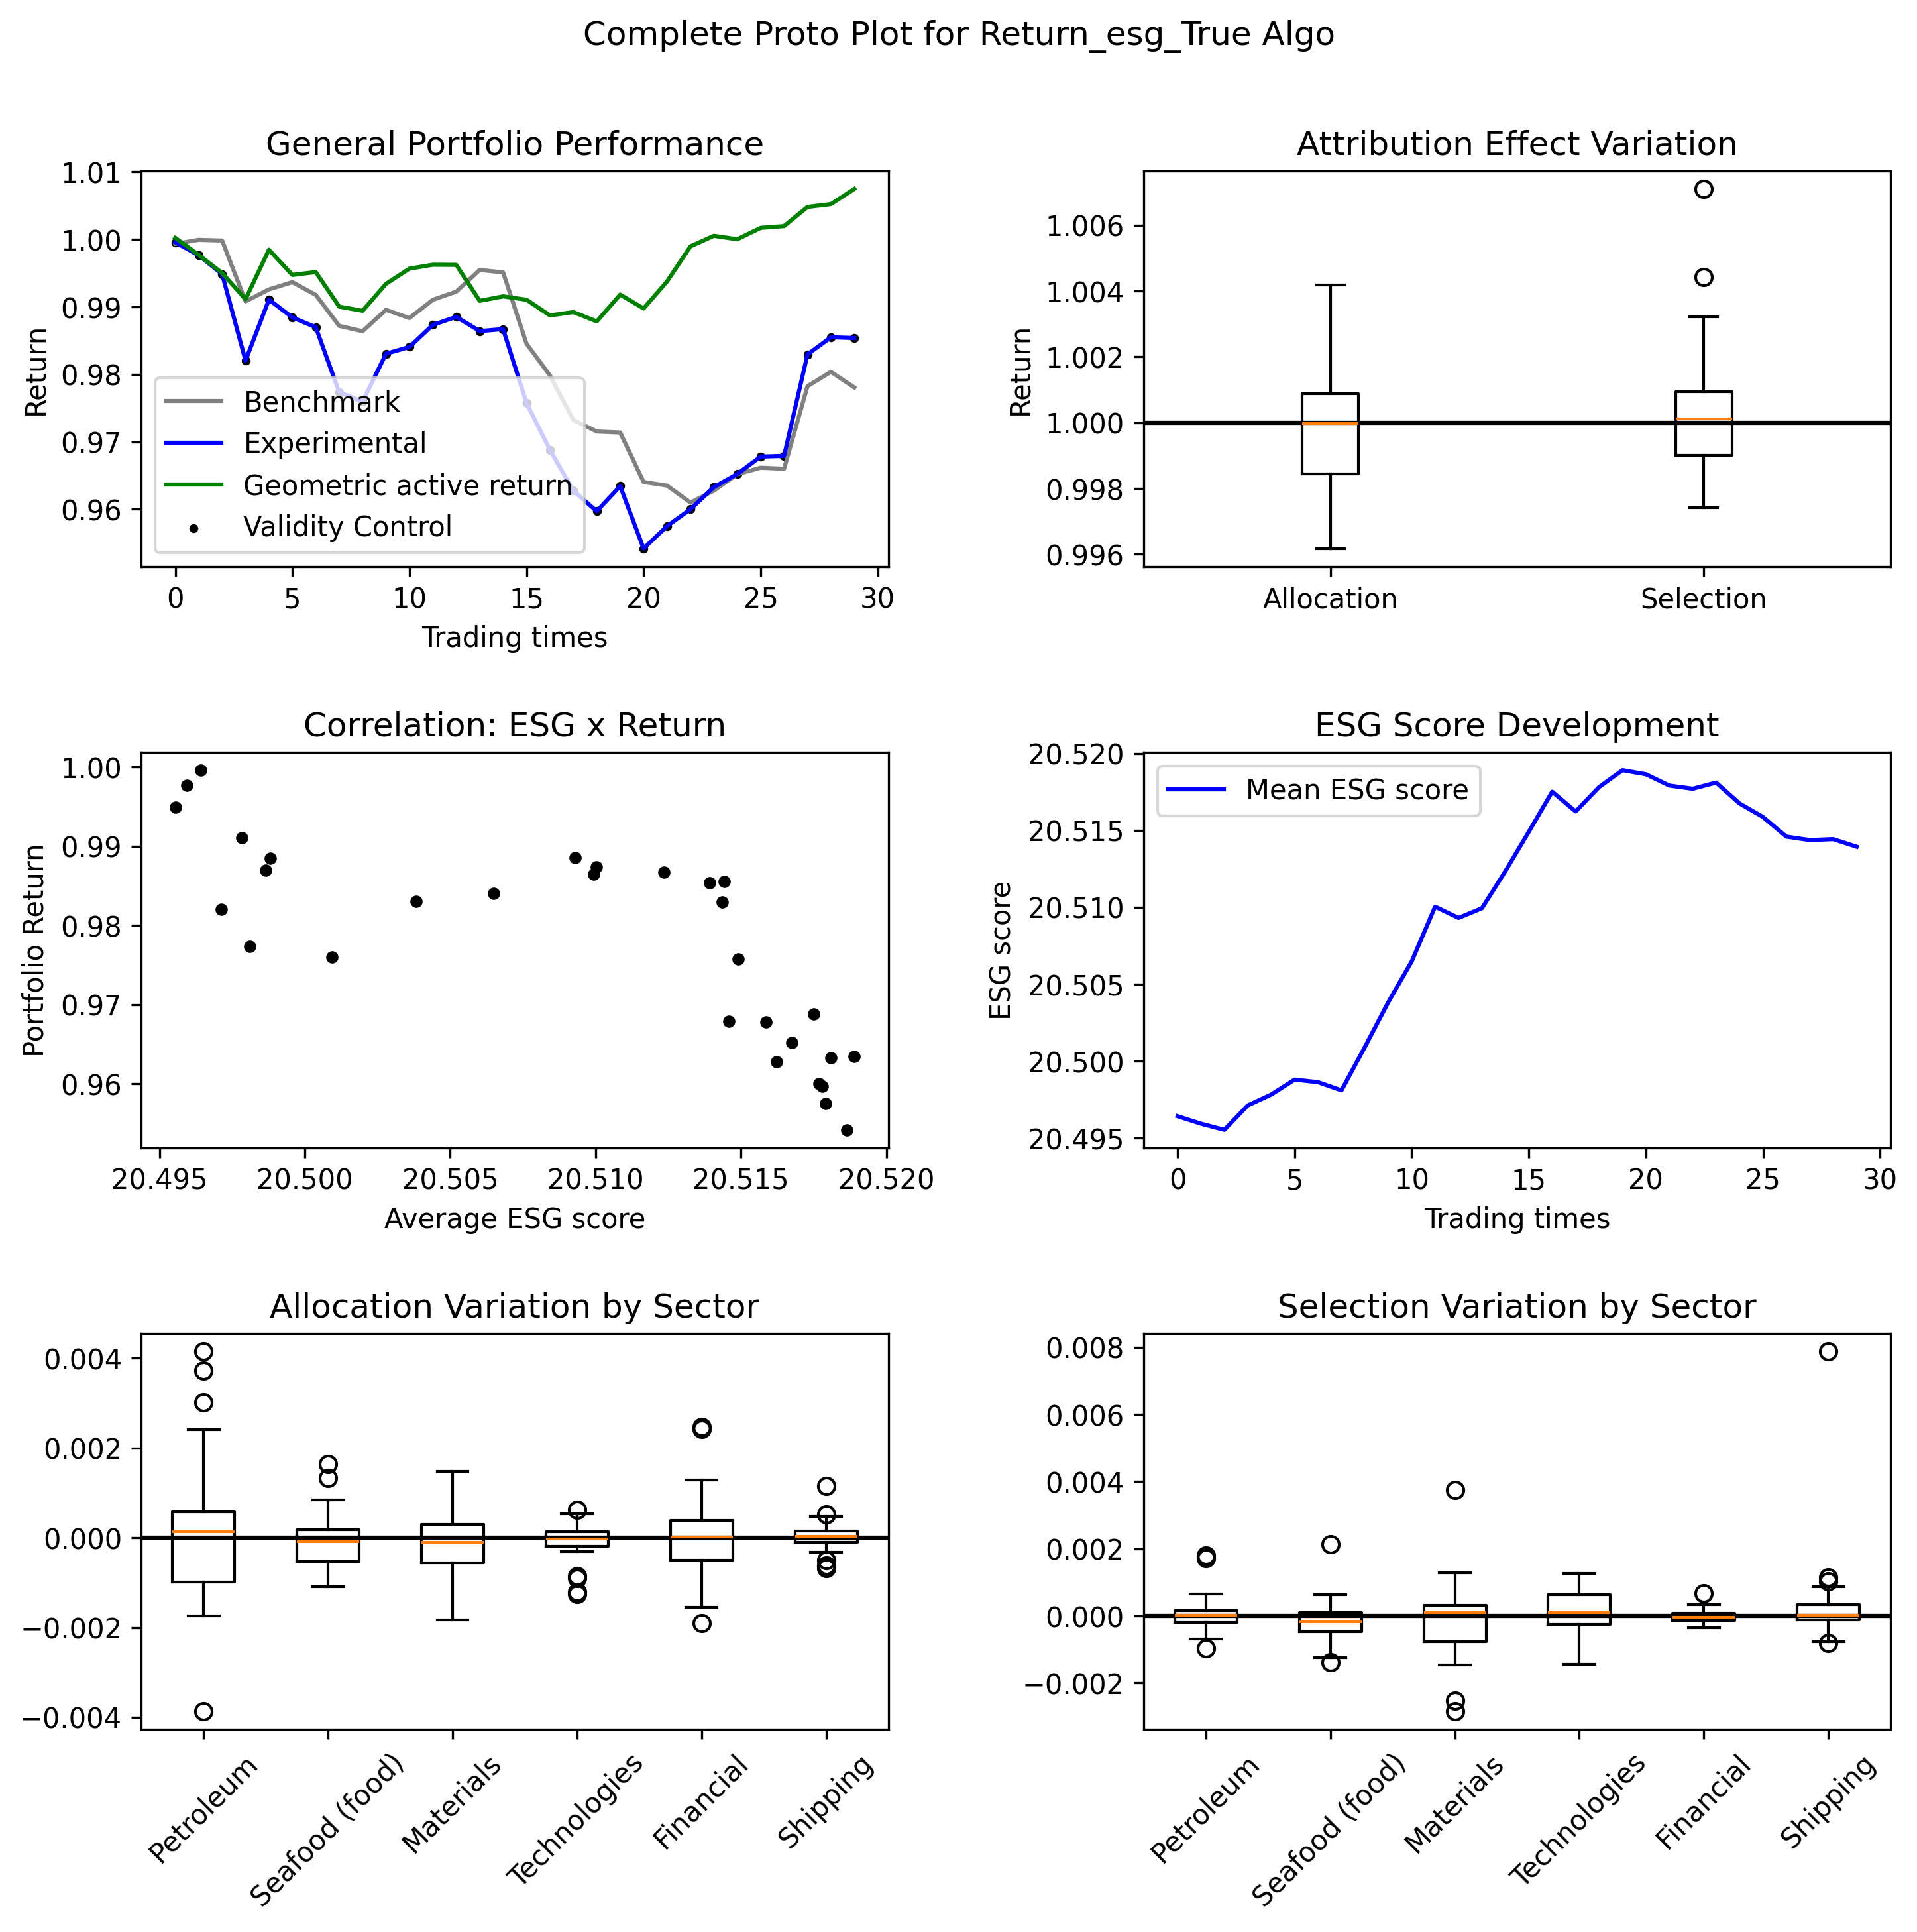 Complete Proto Plot for Return_esg_True Algo
General Portfolio Performance
1.01
1.00
0.99
0.98
0.97
0.96
Return
Benchmark
Experimental
Geometric active return
Validity Control
0 5 10 15 20 25 30
Trading times
Attribution Effect Variation
1.006
1.004
1.002
1.000
0.998
0.996
Return
Allocation Selection
Correlation: ESG x Return
1.00
0.99
0.98
0.97
0.96
Portfolio Return
20.495 20.500 20.505 20.510 20.515 20.520
Average ESG score
ESG Score Development
20.520
20.515
20.510
20.505
20.500
20.495
ESG score
Mean ESG score
0 5 10 15 20 25 30
Trading times
Allocation Variation by Sector
0.004
0.002
0.000
−0.002
−0.004
Petroleum
Seafood (food)
Materials
Technologies
Financial
Shipping
Selection Variation by Sector
0.008
0.006
0.004
0.002
0.000
−0.002
Petroleum
Seafood (food)
Materials
Technologies
Financial
Shipping